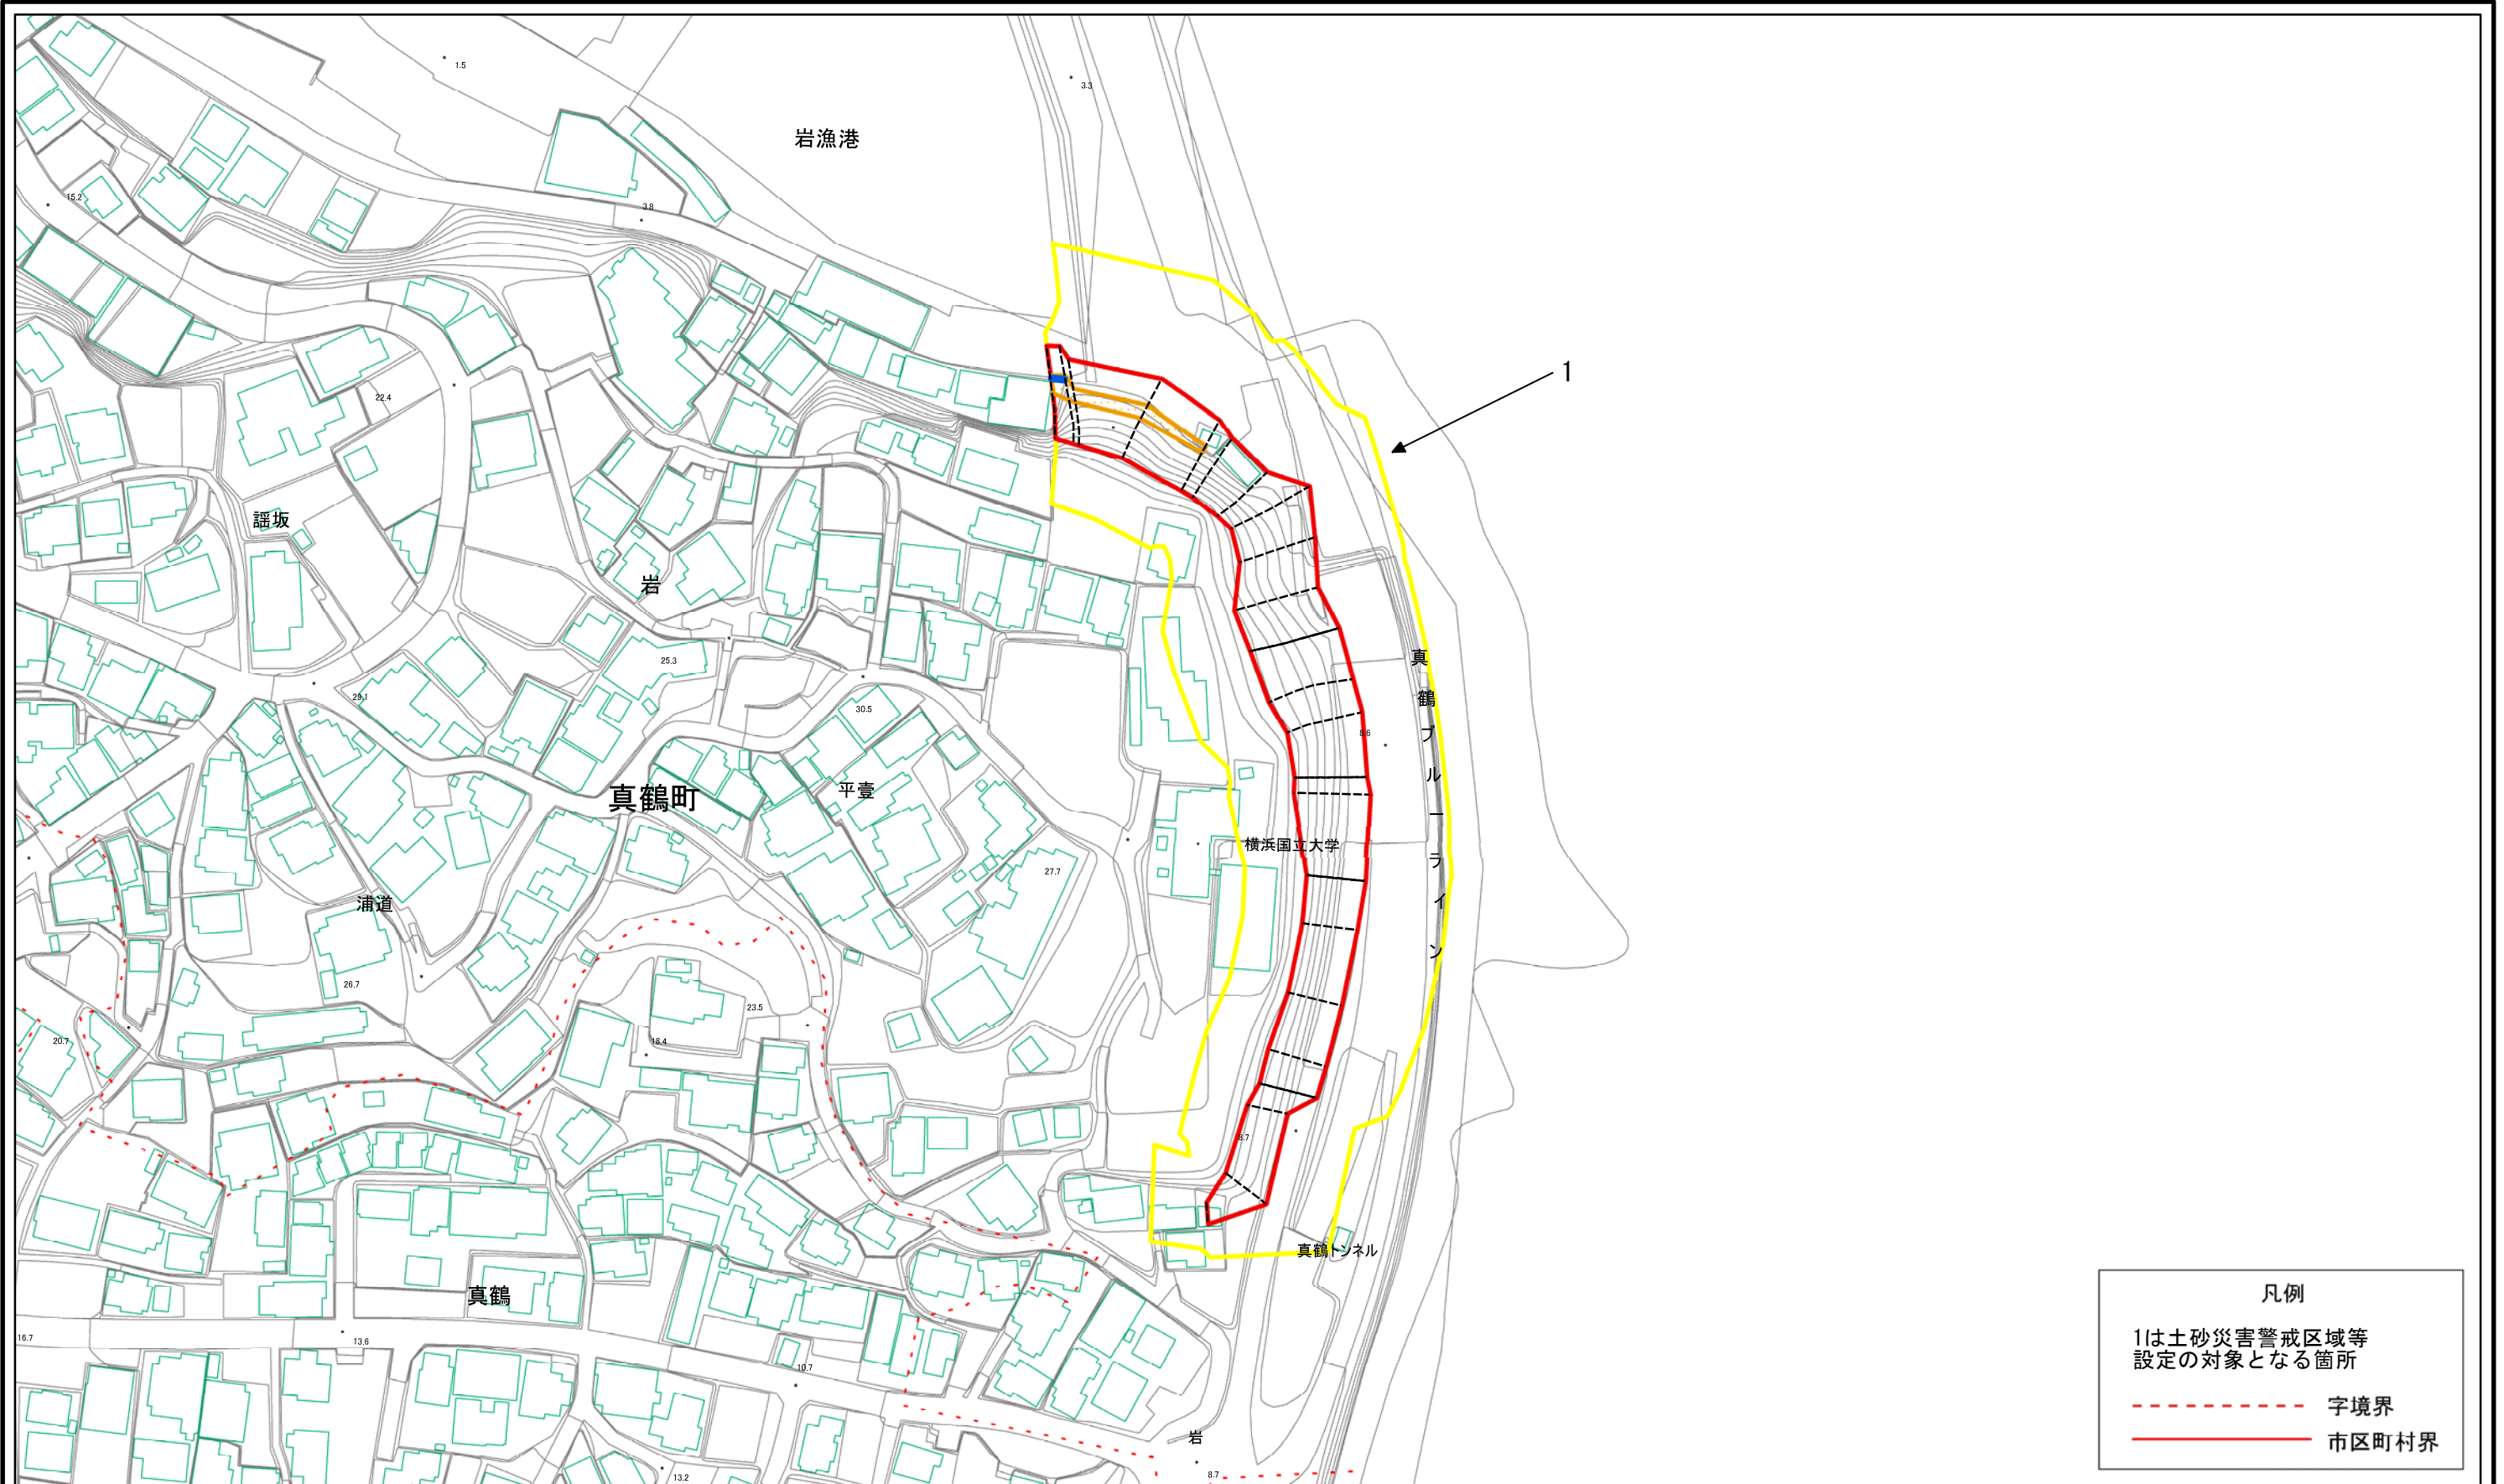 1.5
3.3
岩漁港
15.2
3.8
1
22.4
謡坂
岩
25.3
29.1
30.5
8.6
真鶴ブルーライン
真鶴町
平壹
横浜国立大学
27.7
浦道
26.7
23.5
18.4
20.7
8.7
真鶴トンネル
真鶴
16.7
13.6
10.7
岩
13.2
8.7
凡例
1は土砂災害警戒区域等
設定の対象となる箇所
字境界
市区町村界